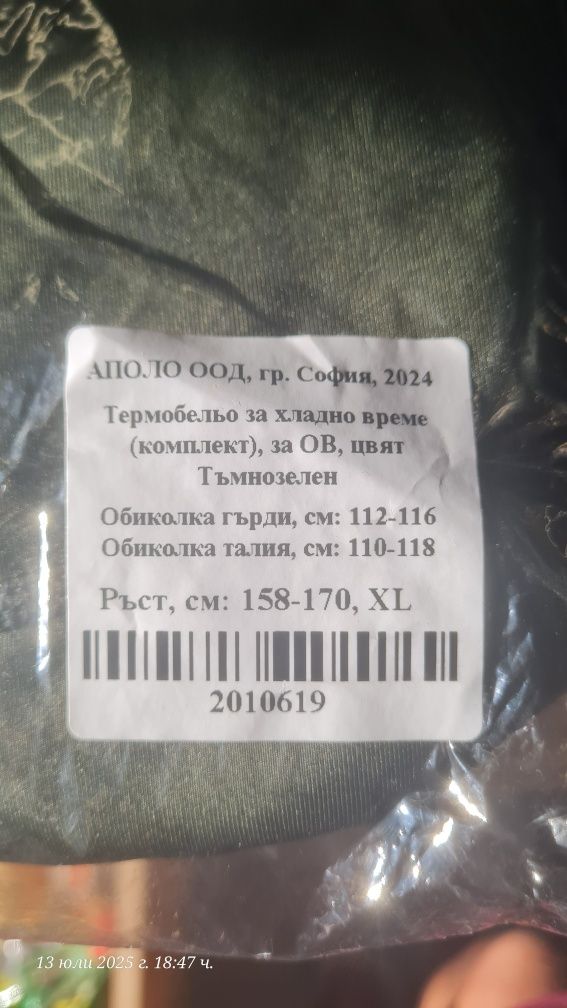 АПОЛО ООД, гр. София, 2024
Термобельо за хладно време
(комплект), за ОВ, цвят
Тъмнозелен
Обиколка гърди, см: 112-116
Обиколка талия, см: 110-118
Ръст, см: 158-170, XL
2010619
13 юли 2025 г. 18:47 ч.